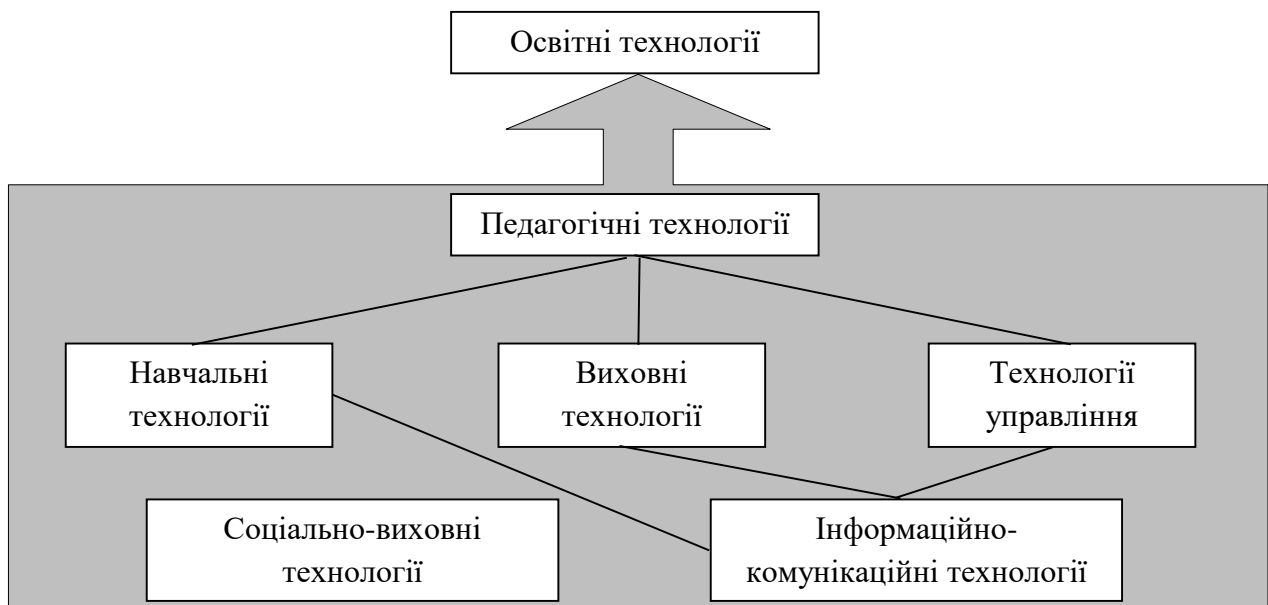 Освітні технології
Педагогічні технології
Навчальні
технології
Виховні
технології
Технології
управління
Соціально-виховні
технології
Інформаційно-
комунікаційні технології